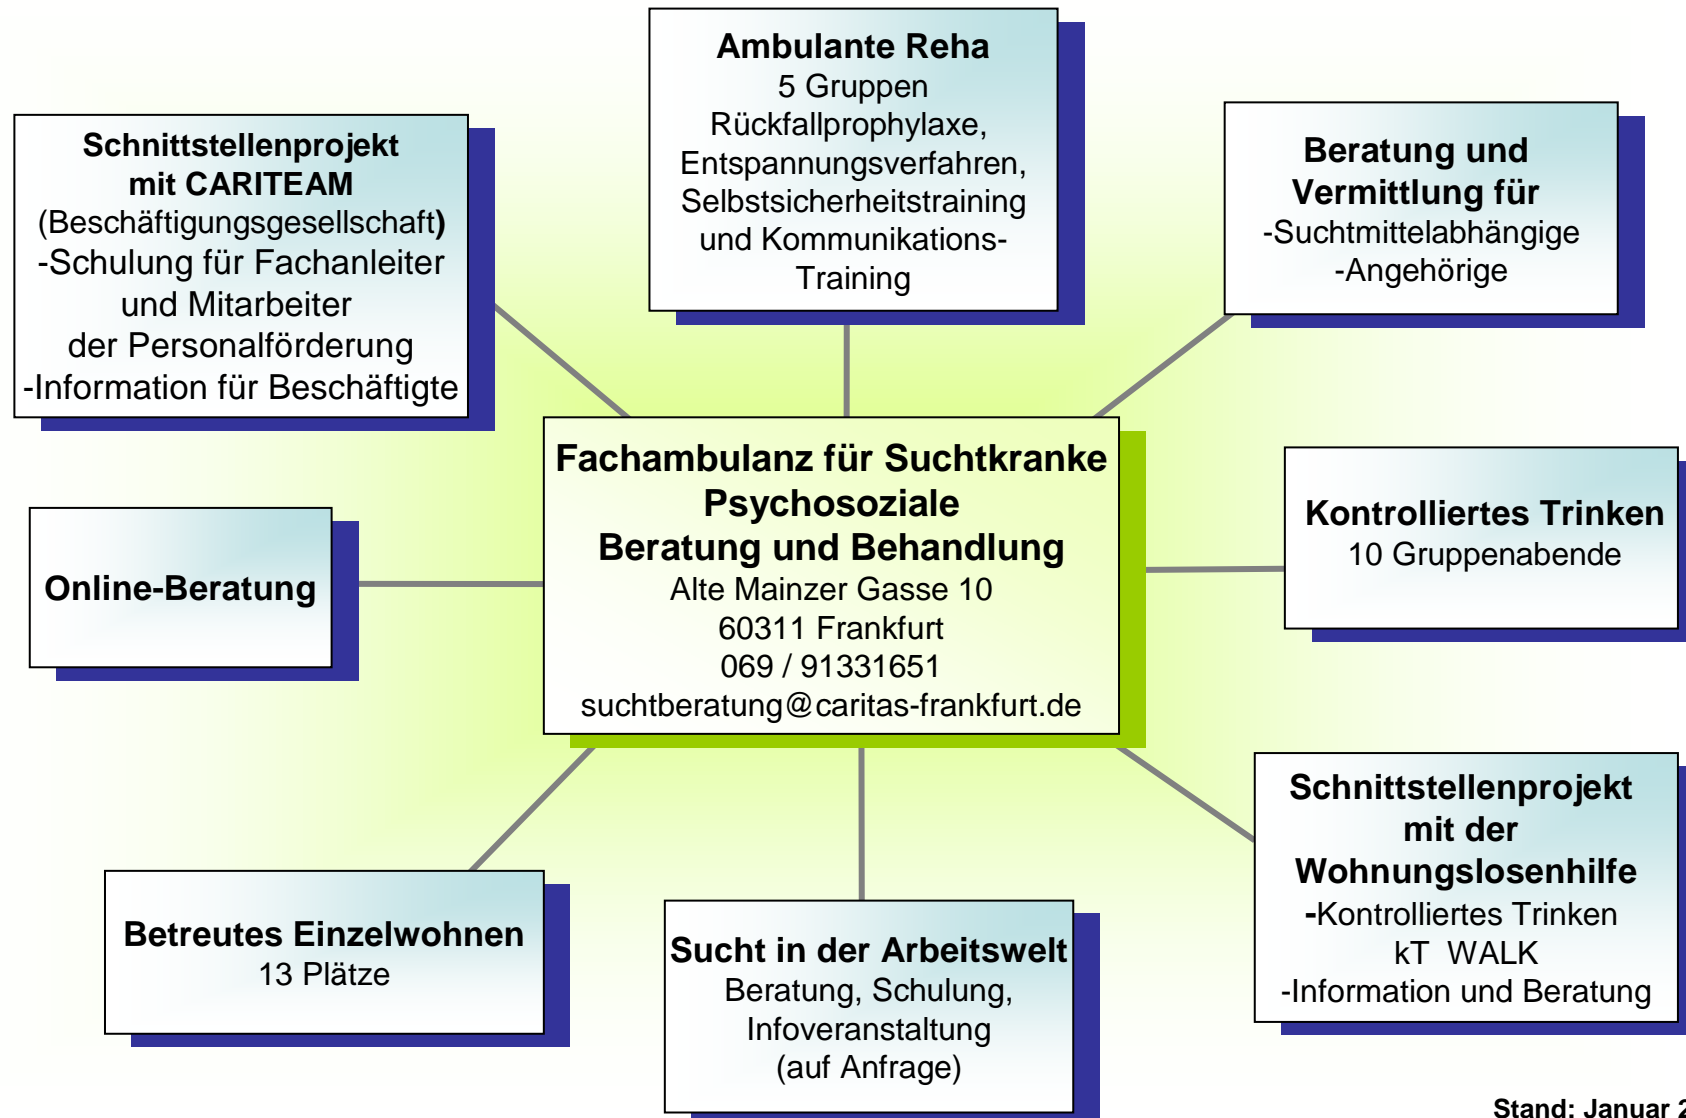 Ambulante Reha
5 Gruppen
Rückfallprophylaxe,
Entspannungsverfahren,
Selbstsicherheitstraining
und Kommunikations-
Training
Schnittstellenprojekt
mit CARITEAM
(Beschäftigungsgesellschaft)
-Schulung für Fachanleiter
und Mitarbeiter
der Personalförderung
-Information für Beschäftigte
Beratung und
Vermittlung für
-Suchtmittelabhängige
-Angehörige
Fachambulanz für Suchtkranke
Psychosoziale
Beratung und Behandlung
Alte Mainzer Gasse 10
60311 Frankfurt
069 / 91331651
suchtberatung@caritas-frankfurt.de
Online-Beratung
Kontrolliertes Trinken
10 Gruppenabende
Betreutes Einzelwohnen
13 Plätze
Sucht in der Arbeitswelt
Beratung, Schulung,
Infoveranstaltung
(auf Anfrage)
Schnittstellenprojekt
mit der
Wohnungslosenhilfe
-Kontrolliertes Trinken
kT WALK
-Information und Beratung
Stand: Januar 2